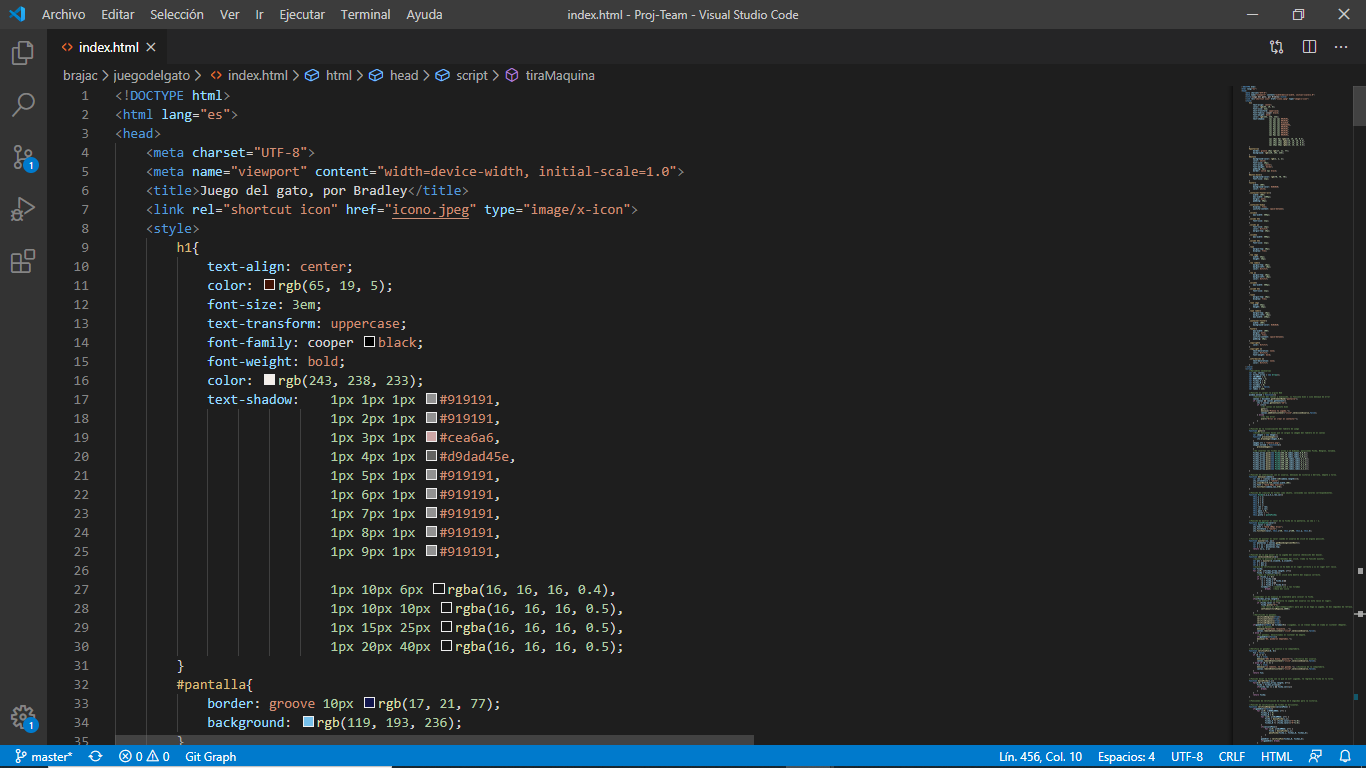 Archivo Editar Selección Ver Ir Ejecutar Terminal Ayuda index.html - Proj-Team - Visual Studio Code
index.html
brajac > juegodelgato > index.html > html > head > script > tiraMaquina
1 <!DOCTYPE html>
2 <html lang="es">
3 <head>
4 <meta charset="UTF-8">
5 <meta name="viewport" content="width=device-width, initial-scale=1.0">
6 <title>Juego del gato, por Bradley</title>
7 <link rel="shortcut icon" href="icono.jpeg" type="image/x-icon">
8 <style>
9 h1{
10 text-align: center;
11 color: rgb(65, 19, 5);
12 font-size: 3em;
13 text-transform: uppercase;
14 font-family: cooper black;
15 font-weight: bold;
16 color: rgb(243, 238, 233);
17 text-shadow: 1px 1px 1px #919191,
18 1px 2px 1px #919191,
19 1px 3px 1px #cea6a6,
20 1px 4px 1px #d9dad45e,
21 1px 5px 1px #919191,
22 1px 6px 1px #919191,
23 1px 7px 1px #919191,
24 1px 8px 1px #919191,
25 1px 9px 1px #919191,
26
27 1px 10px 6px rgba(16, 16, 16, 0.4),
28 1px 10px 10px rgba(16, 16, 16, 0.5),
29 1px 15px 25px rgba(16, 16, 16, 0.5),
30 1px 20px 40px rgba(16, 16, 16, 0.5);
31 }
32 #pantalla{
33 border: groove 10px rgb(17, 21, 77);
34 background: rgb(119, 193, 236);
35 }
1
1
master* 0 0 Git Graph Lín. 456, Col. 10 Espacios: 4 UTF-8 CRLF HTML